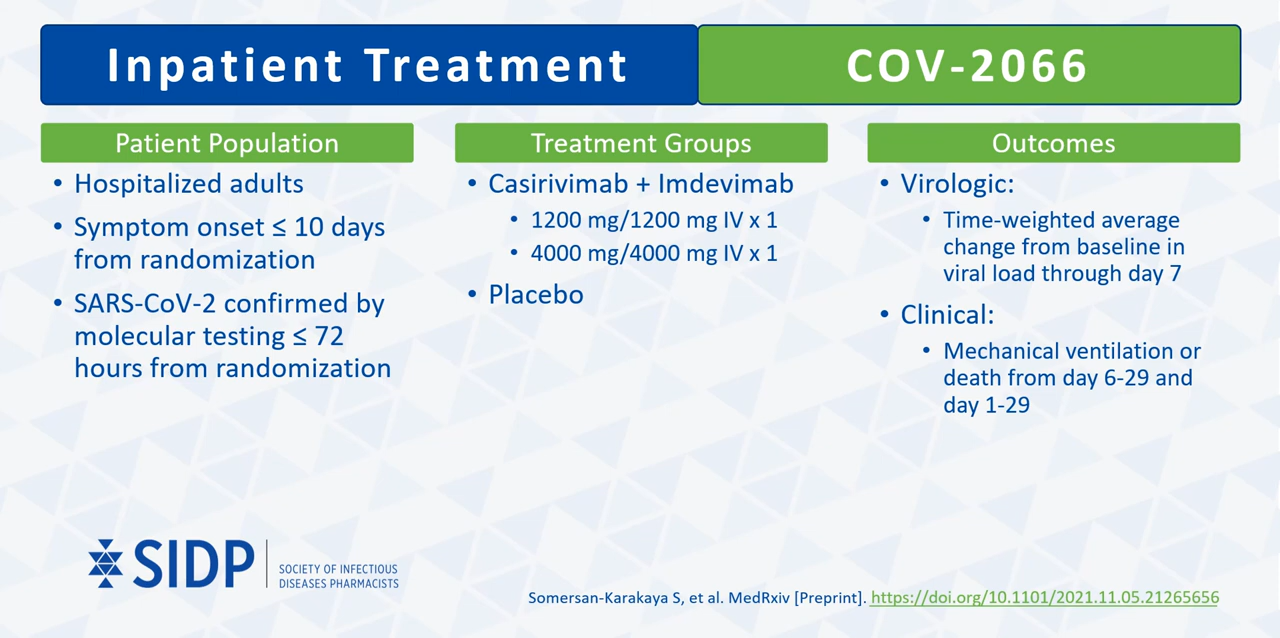 Inpatient Treatment
COV-2066
Patient Population
• Hospitalized adults
• Symptom onset ≤ 10 days
from randomization
• SARS-CoV-2 confirmed by
molecular testing ≤ 72
hours from randomization
Treatment Groups
• Casirivimab + Imdevimab
• 1200 mg/1200 mg IV x 1
• 4000 mg/4000 mg IV x 1
• Placebo
Outcomes
• Virologic:
• Time-weighted average
change from baseline in
viral load through day 7
• Clinical:
• Mechanical ventilation or
death from day 6-29 and
day 1-29
SIDP
SOCIETY OF INFECTIOUS
DISEASES PHARMACISTS
Somersan-Karakaya S, et al. MedRxiv [Preprint]. https://doi.org/10.1101/2021.11.05.21265656